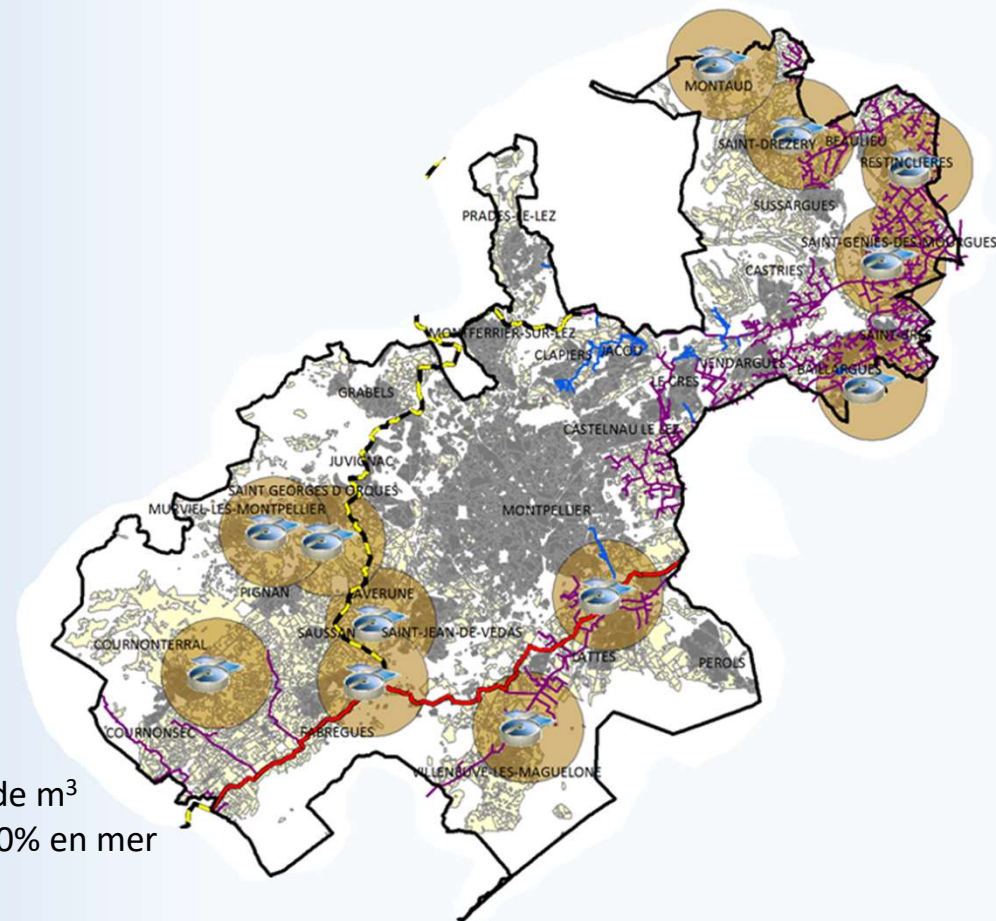 MONTAUD
SAINT-DREZERY
BEAULIEU
RESTINCLIERES
SUSSARGUES
PRADES-LE-LEZ
SAINT-GENIES-DES-MOURGUES
CASTRIES
MONTFERRIER-SUR-LEZ
CLAPIERS
JACOU
VENDARGUES
BAILLARGUES
LE CRES
GRABELS
CASTELNAU LE LEZ
JUVIGNAC
SAINT GEORGES D ORQUES
MURVIEL-LES-MONTPELLIER
MONTPELLIER
PIGNAN
SAUSSAN
SAINT-JEAN-DE-VEDAS
COURNONTERRAL
LATTES
PEROLS
COURNONSEC
FABREGUES
VILLENEUVE-LES-MAGUELONE
de m³
0% en mer